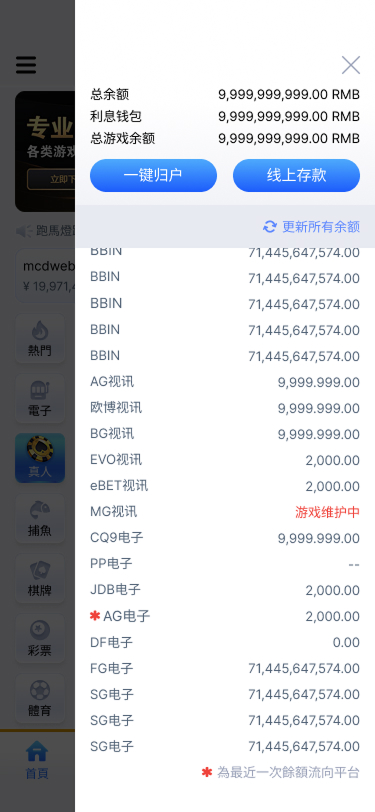 总余额 9,999,999,999.00 RMB
利息钱包 9,999,999,999.00 RMB
总游戏余额 9,999,999,999.00 RMB
一键归户 线上存款
更新所有余额
BBIN 71,445,647,574.00
BBIN 71,445,647,574.00
BBIN 71,445,647,574.00
BBIN 71,445,647,574.00
BBIN 71,445,647,574.00
AG视讯 9,999.999.00
欧博视讯 9,999.999.00
BG视讯 9,999.999.00
EVO视讯 2,000.00
eBET视讯 2,000.00
MG视讯 游戏维护中
CQ9电子 9,999.999.00
PP电子 --
JDB电子 2,000.00
✱ AG电子 2,000.00
DF电子 0.00
FG电子 71,445,647,574.00
SG电子 71,445,647,574.00
SG电子 71,445,647,574.00
SG电子 71,445,647,574.00
✱ 為最近一次餘額流向平台
专业
各类游戏
立即下
跑馬燈
mcdweb
¥ 19,971,4
熱門
電子
真人
捕魚
棋牌
彩票
體育
首頁